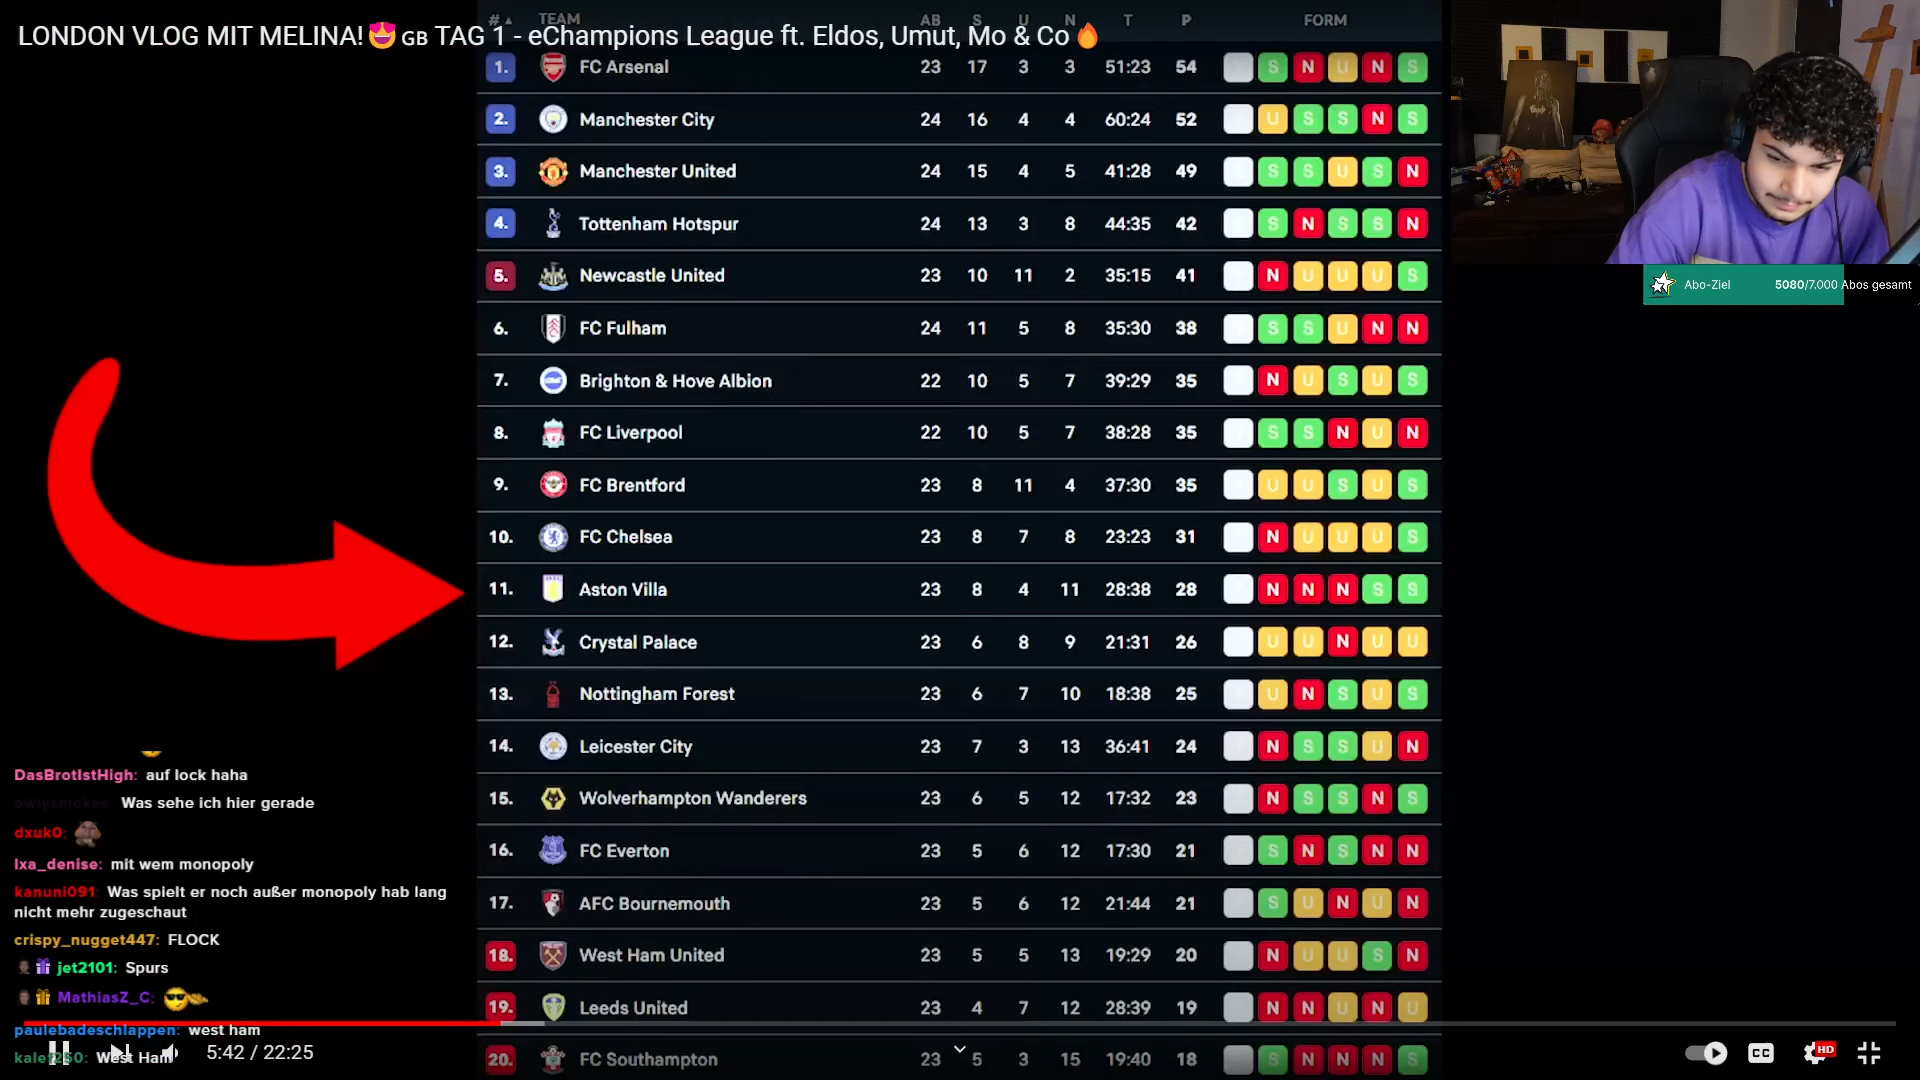 LONDON VLOG MIT MELINA!🤩🇬🇧 TAG 1 - eChampions League ft. Eldos, Umut, Mo & Co🔥
# TEAM AB S U N T P FORM
1. FC Arsenal 23 17 3 3 51:23 54 S N U N S
2. Manchester City 24 16 4 4 60:24 52 U S S N S
3. Manchester United 24 15 4 5 41:28 49 S S U S N
4. Tottenham Hotspur 24 13 3 8 44:35 42 S N S S N
5. Newcastle United 23 10 11 2 35:15 41 N U U U S
6. FC Fulham 24 11 5 8 35:30 38 S S U N N
7. Brighton & Hove Albion 22 10 5 7 39:29 35 N U S U S
8. FC Liverpool 22 10 5 7 38:28 35 S S N U N
9. FC Brentford 23 8 11 4 37:30 35 U U S U S
10. FC Chelsea 23 8 7 8 23:23 31 N U U U S
11. Aston Villa 23 8 4 11 28:38 28 N N N S S
12. Crystal Palace 23 6 8 9 21:31 26 U U N U U
13. Nottingham Forest 23 6 7 10 18:38 25 U N S U S
14. Leicester City 23 7 3 13 36:41 24 N S S U N
15. Wolverhampton Wanderers 23 6 5 12 17:32 23 N S S N S
16. FC Everton 23 5 6 12 17:30 21 S N S N N
17. AFC Bournemouth 23 5 6 12 21:44 21 S U N U N
18. West Ham United 23 5 5 13 19:29 20 N U U S N
19. Leeds United 23 4 7 12 28:39 19 N N U N U
20. FC Southampton 23 5 3 15 19:40 18 S N N N S
Abo-Ziel 5080/7.000 Abos gesamt
DasBrotIstHigh: auf lock haha
owlysmokes: Was sehe ich hier gerade
dxuk0:
lxa_denise: mit wem monopoly
kanuni091: Was spielt er noch außer monopoly hab lang
nicht mehr zugeschaut
crispy_nugget447: FLOCK
jet2101: Spurs
MathiasZ_C:
paulebadeschlappen: west ham
West Ham
5:42 / 22:25
CC
HD